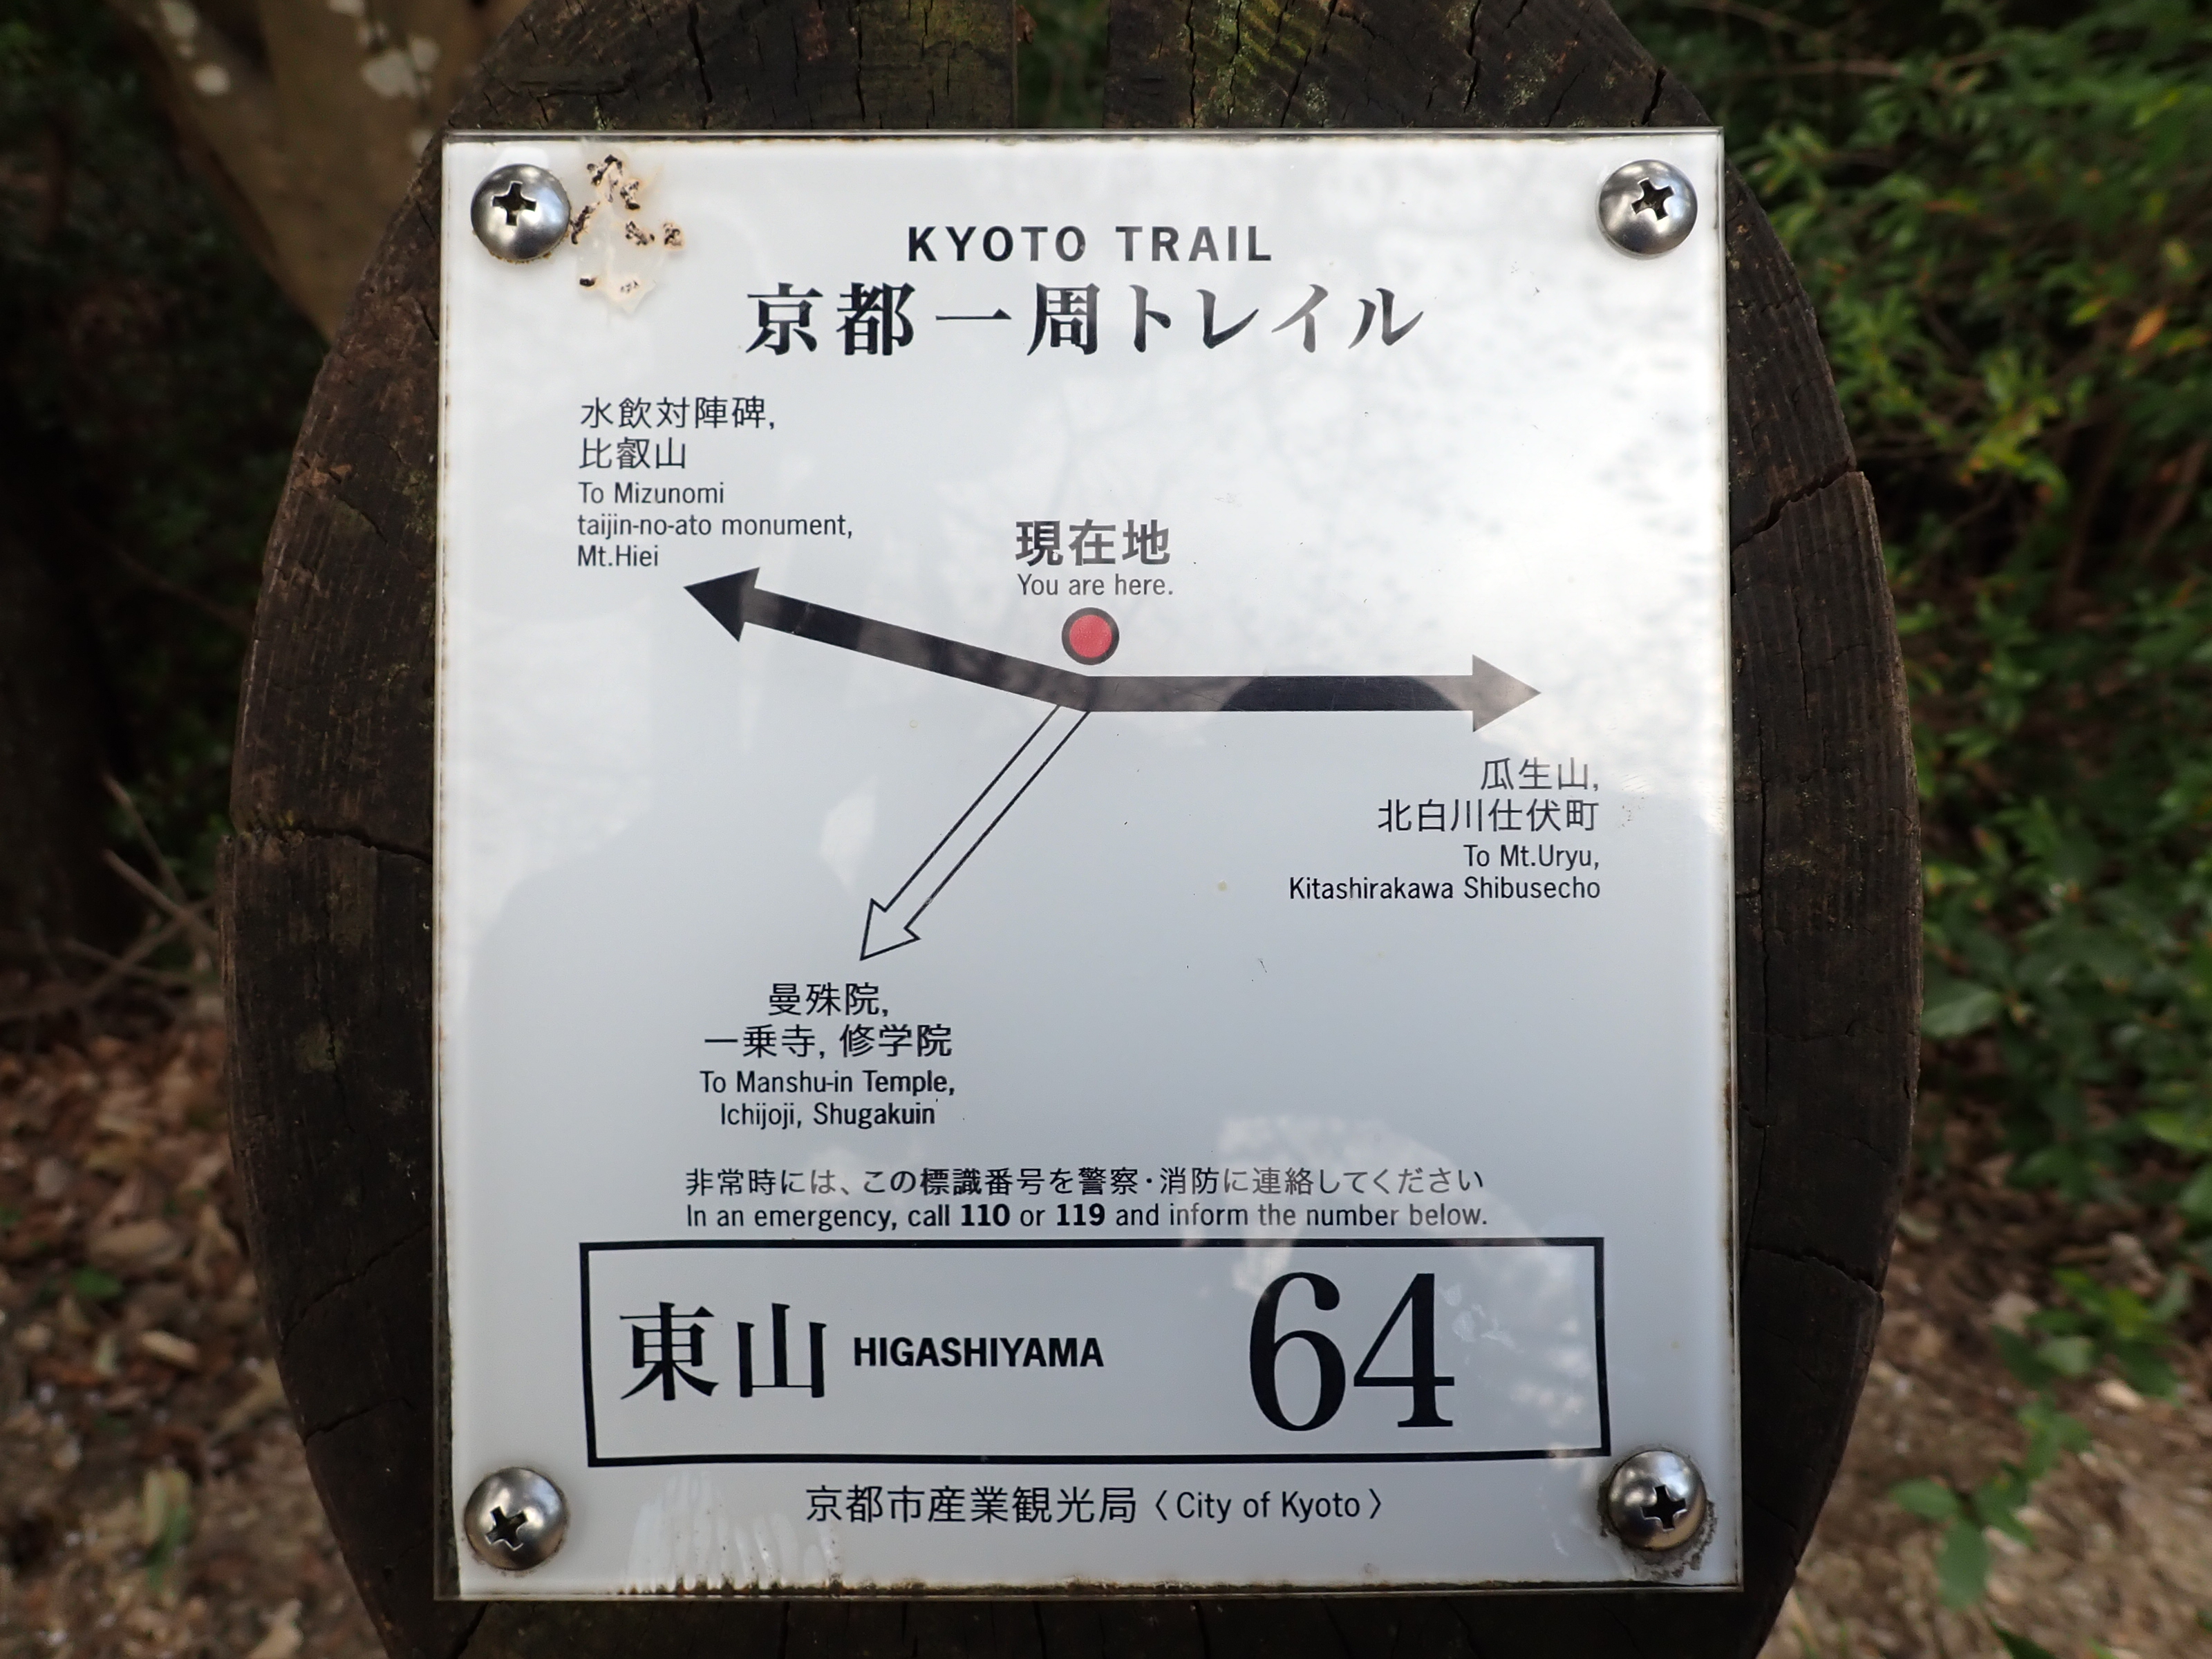 KYOTO TRAIL
京都一周トレイル
水飲対陣碑,
比叡山
To Mizunomi
taijin-no-ato monument,
Mt.Hiei
現在地
You are here.
瓜生山,
北白川仕伏町
To Mt.Uryu,
Kitashirakawa Shibusecho
曼殊院,
一乗寺, 修学院
To Manshu-in Temple,
Ichijoji, Shugakuin
非常時には、この標識番号を警察・消防に連絡してください
In an emergency, call 110 or 119 and inform the number below.
東山 HIGASHIYAMA 64
京都市産業観光局〈City of Kyoto〉